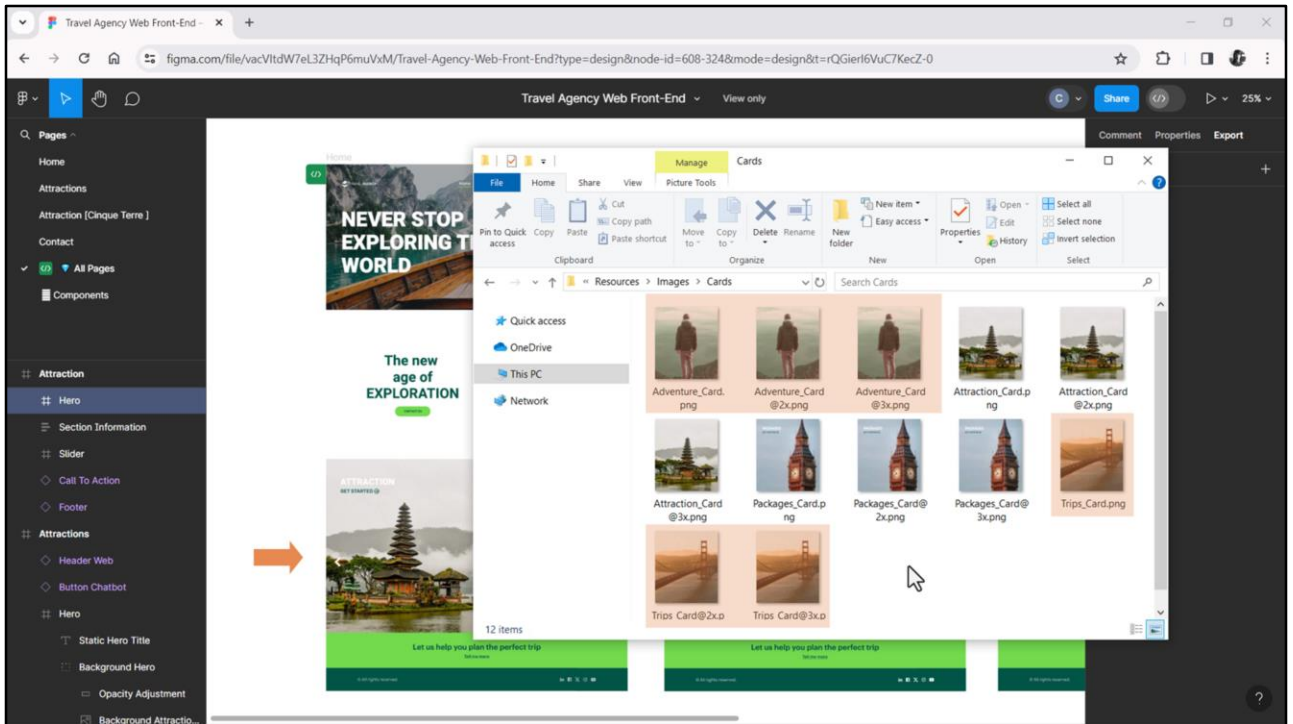 Travel Agency Web Front-End –
figma.com/file/vacVItdW7eL3ZHqP6muVxM/Travel-Agency-Web-Front-End?type=design&node-id=608-324&mode=design&t=rQGierI6VuC7KecZ-0
Travel Agency Web Front-End
View only
C
Share
25%
Pages
Comment Properties Export
Home
Attractions
Attraction [Cinque Terre ]
Contact
All Pages
Components
Attraction
Hero
Section Information
Slider
Call To Action
Footer
Attractions
Header Web
Button Chatbot
Hero
Static Hero Title
Background Hero
Opacity Adjustment
Background Attractio...
Home
NEVER STOP
EXPLORING T
WORLD
The new
age of
EXPLORATION
ATTRACTION
GET STARTED @
Let us help you plan the perfect trip
Let us help you plan the perfect trip
Manage
Cards
File Home Share View Picture Tools
Pin to Quick access
Copy
Paste
Cut
Copy path
Paste shortcut
Clipboard
Move to
Copy to
Delete
Rename
Organize
New folder
New item
Easy access
New
Properties
Open
Edit
History
Open
Select all
Select none
Invert selection
Select
« Resources > Images > Cards
Search Cards
Quick access
OneDrive
This PC
Network
Adventure_Card.
png
Adventure_Card
@2x.png
Adventure_Card
@3x.png
Attraction_Card.p
ng
Attraction_Card
@2x.png
Attraction_Card
@3x.png
Packages_Card.p
ng
Packages_Card@
2x.png
Packages_Card@
3x.png
Trips_Card.png
Trips_Card@2x.p
Trips_Card@3x.p
12 items
?